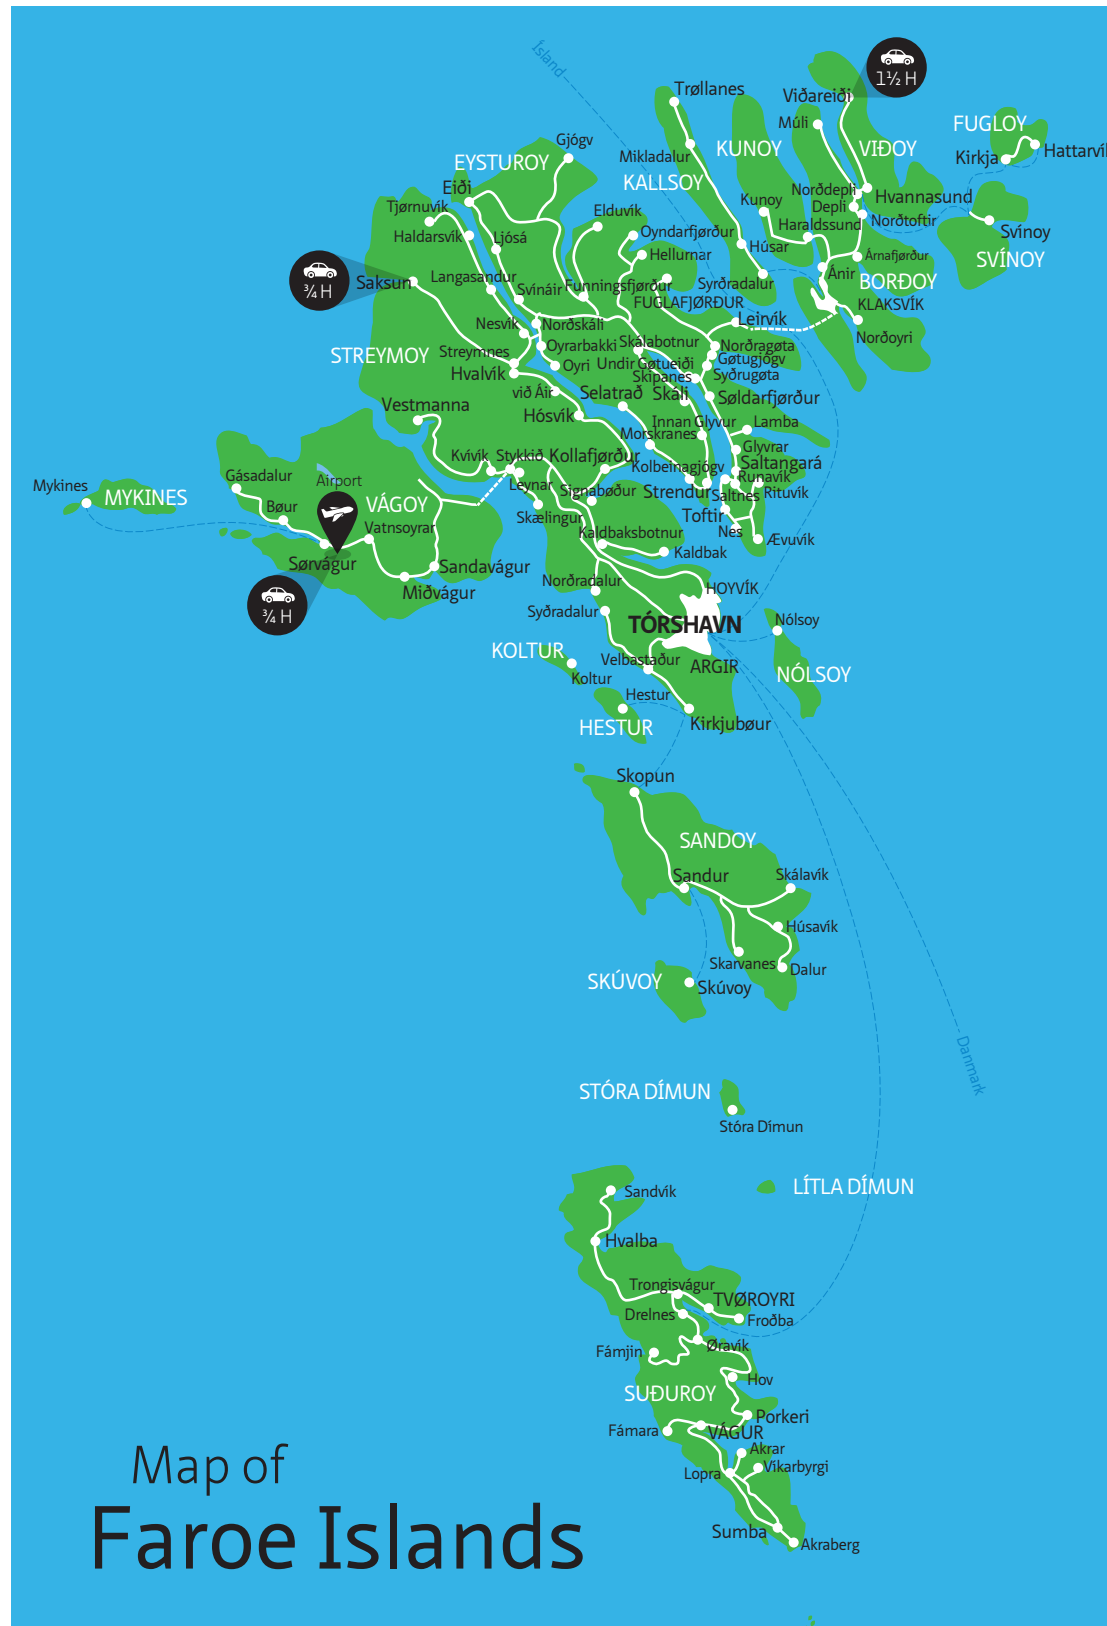 Ísland
1½ H
Trøllanes
Viðareiði
Múli
FUGLOY
Gjógv
Mikladalur
KUNOY
VIÐOY
Kirkja
Hattarvík
EYSTUROY
KALLSOY
Eiði
Norðdepli
Hvannasund
Tjørnuvík
Elduvík
Kunoy
Depli
Norðtoftir
Haldarsvík
Ljósá
Oyndarfjørður
Haraldssund
Svínoy
Hellurnar
Húsar
Árnafjørður
SVÍNOY
¾ H
Saksun
Langasandur
Svínáir
Funningsfjørður
Syrðradalur
Ánir
BORÐOY
FUGLAFJØRÐUR
KLAKSVÍK
Nesvík
Norðskáli
Leirvík
Norðoyri
STREYMOY
Streymnes
Oyrarbakki
Skálabotnur
Norðragøta
Hvalvík
Oyri
Undir Gøtueiði
Gøtugjógv
Skipanes
Syðrugøta
við Áir
Selatrað
Skáli
Søldarfjørður
Vestmanna
Hósvík
Innan Glyvur
Lamba
Morskranes
Glyvrar
Kvívík
Stykkið
Kollafjørður
Kolbeinagjógv
Saltangará
Gásadalur
Airport
Leynar
Runavík
Mykines
MYKINES
Signabøður
Strendur
Saltnes
Rituvík
Bøur
VÁGOY
Skælingur
Toftir
Vatnsoyrar
Kaldbaksbotnur
Nes
Ævuvík
Sørvágur
Sandavágur
Kaldbak
Miðvágur
Norðradalur
HOYVÍK
¾ H
Syðradalur
TÓRSHAVN
Nólsoy
KOLTUR
Velbastaður
ARGIR
NÓLSOY
Koltur
Hestur
HESTUR
Kirkjubøur
Skopun
SANDOY
Sandur
Skálavík
Húsavík
Skarvanes
Dalur
SKÚVOY
Skúvoy
Danmark
STÓRA DÍMUN
Stóra Dímun
LÍTLA DÍMUN
Sandvík
Hvalba
Trongisvágur
TVØROYRI
Drelnes
Froðba
Fámjin
Øravík
Hov
SUÐUROY
Porkeri
Fámara
VÁGUR
Akrar
Lopra
Víkarbyrgi
Sumba
Akraberg
Map of
Faroe Islands